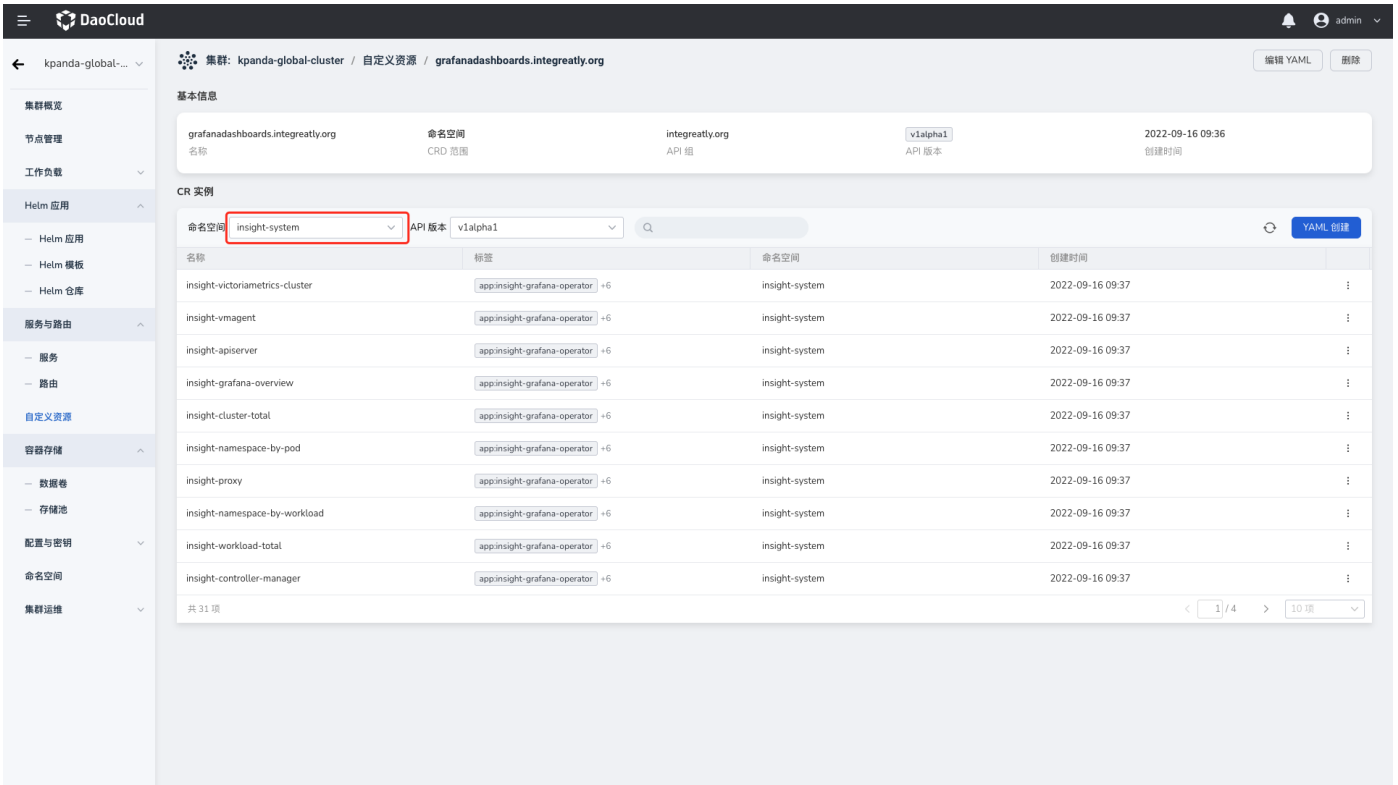 DaoCloud
admin
kpanda-global-...
集群概览
节点管理
工作负载
Helm 应用
Helm 应用
Helm 模板
Helm 仓库
服务与路由
服务
路由
自定义资源
容器存储
数据卷
存储池
配置与密钥
命名空间
集群运维
集群: kpanda-global-cluster / 自定义资源 / grafanadashboards.integreatly.org
编辑 YAML 删除
基本信息
grafanadashboards.integreatly.org 命名空间 integreatly.org v1alpha1 2022-09-16 09:36
名称 CRD 范围 API 组 API 版本 创建时间
CR 实例
命名空间 insight-system API 版本 v1alpha1 YAML 创建
名称 标签 命名空间 创建时间
insight-victoriametrics-cluster app:insight-grafana-operator +6 insight-system 2022-09-16 09:37
insight-vmagent app:insight-grafana-operator +6 insight-system 2022-09-16 09:37
insight-apiserver app:insight-grafana-operator +6 insight-system 2022-09-16 09:37
insight-grafana-overview app:insight-grafana-operator +6 insight-system 2022-09-16 09:37
insight-cluster-total app:insight-grafana-operator +6 insight-system 2022-09-16 09:37
insight-namespace-by-pod app:insight-grafana-operator +6 insight-system 2022-09-16 09:37
insight-proxy app:insight-grafana-operator +6 insight-system 2022-09-16 09:37
insight-namespace-by-workload app:insight-grafana-operator +6 insight-system 2022-09-16 09:37
insight-workload-total app:insight-grafana-operator +6 insight-system 2022-09-16 09:37
insight-controller-manager app:insight-grafana-operator +6 insight-system 2022-09-16 09:37
共 31 项 1 / 4 10 项